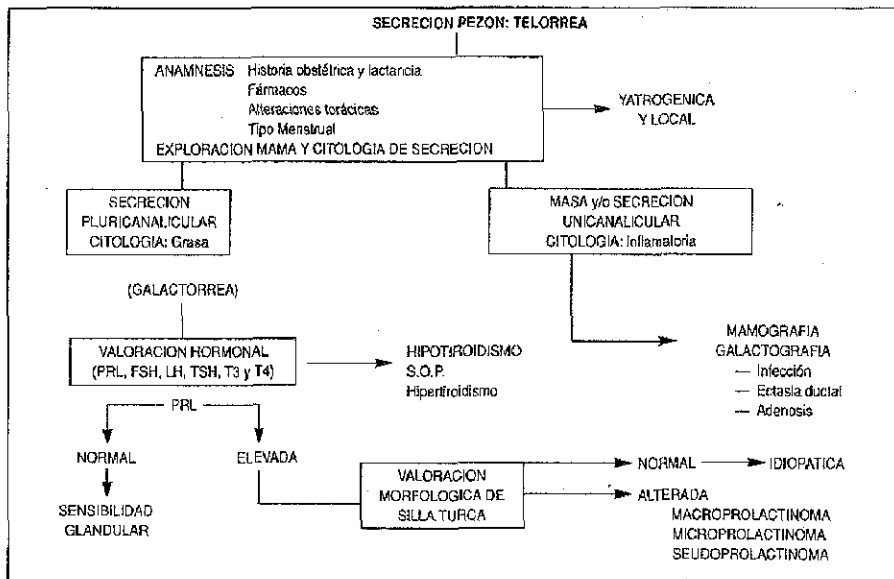 SECRECION PEZON: TELORREA
ANAMNESIS Historia obstétrica y lactancia
Fármacos
Alteraciones torácicas
Tipo Menstrual
EXPLORACION MAMA Y CITOLOGIA DE SECRECION
YATROGENICA
Y LOCAL
SECRECION
PLURICANALICULAR
CITOLOGIA: Grasa
MASA y/o SECRECION
UNICANALICULAR
CITOLOGIA: Inflamatoria
(GALACTORREA)
VALORACION HORMONAL
(PRL, FSH, LH, TSH, T3 y T4)
HIPOTIROIDISMO
S.O.P.
Hipertiroidismo
MAMOGRAFIA
GALACTOGRAFIA
— Infección
— Ectasia ductal
— Adenosis
PRL
NORMAL
ELEVADA
SENSIBILIDAD
GLANDULAR
VALORACION
MORFOLOGICA DE
SILLA TURCA
NORMAL
IDIOPATICA
ALTERADA
MACROPROLACTINOMA
MICROPROLACTINOMA
SEUDOPROLACTINOMA